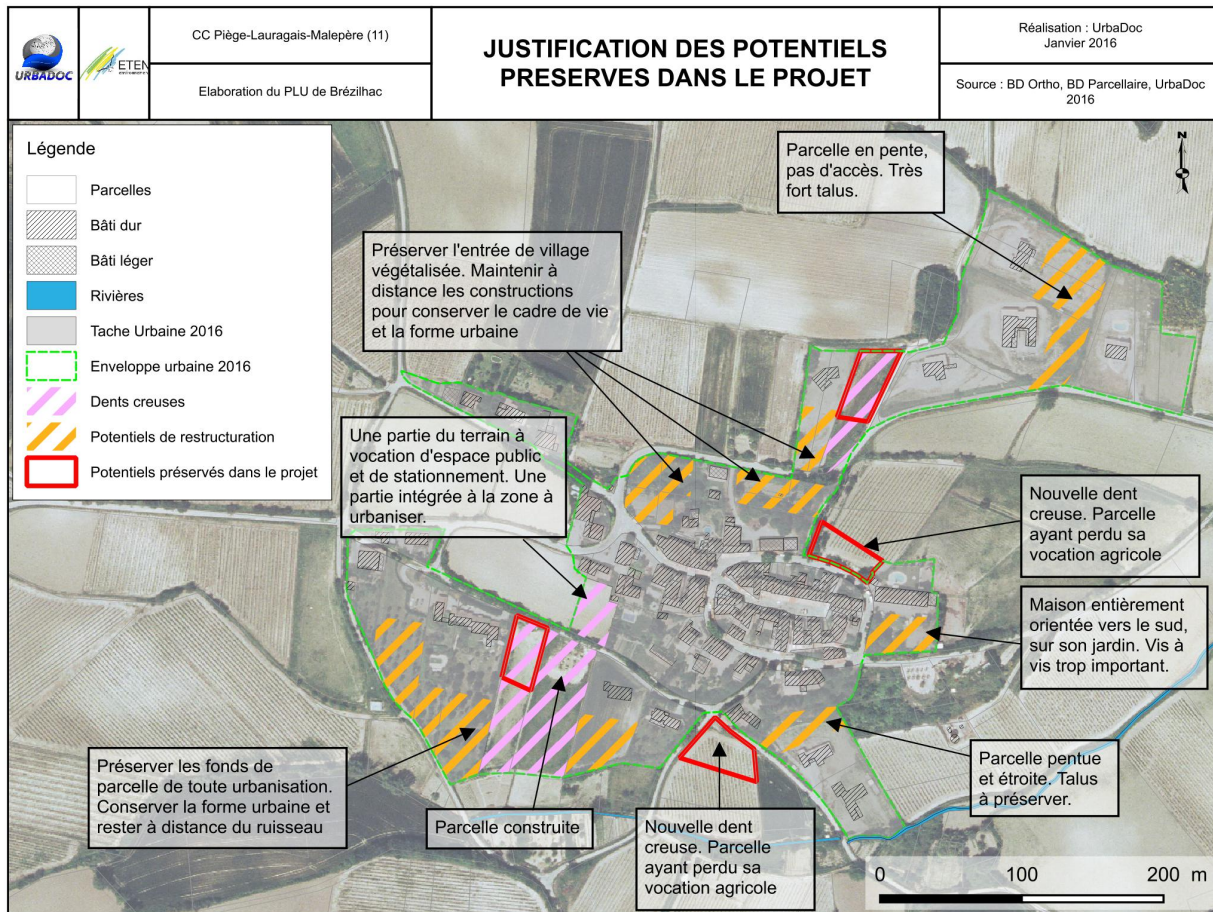 URBADOC
ETEN
CC Piège-Lauragais-Malepère (11)
Elaboration du PLU de Brézilhac
JUSTIFICATION DES POTENTIELS
PRESERVES DANS LE PROJET
Réalisation : UrbaDoc
Janvier 2016
Source : BD Ortho, BD Parcellaire, UrbaDoc
2016
Légende
Parcelles
Bâti dur
Bâti léger
Rivières
Tache Urbaine 2016
Enveloppe urbaine 2016
Dents creuses
Potentiels de restructuration
Potentiels préservés dans le projet
N
Parcelle en pente,
pas d'accès. Très
fort talus.
Préserver l'entrée de village
végétalisée. Maintenir à
distance les constructions
pour conserver le cadre de vie
et la forme urbaine
Une partie du terrain à
vocation d'espace public
et de stationnement. Une
partie intégrée à la zone à
urbaniser.
Nouvelle dent
creuse. Parcelle
ayant perdu sa
vocation agricole
Maison entièrement
orientée vers le sud,
sur son jardin. Vis à
vis trop important.
Préserver les fonds de
parcelle de toute urbanisation.
Conserver la forme urbaine et
rester à distance du ruisseau
Parcelle construite
Nouvelle dent
creuse. Parcelle
ayant perdu sa
vocation agricole
Parcelle pentue
et étroite. Talus
à préserver.
0 100 200 m